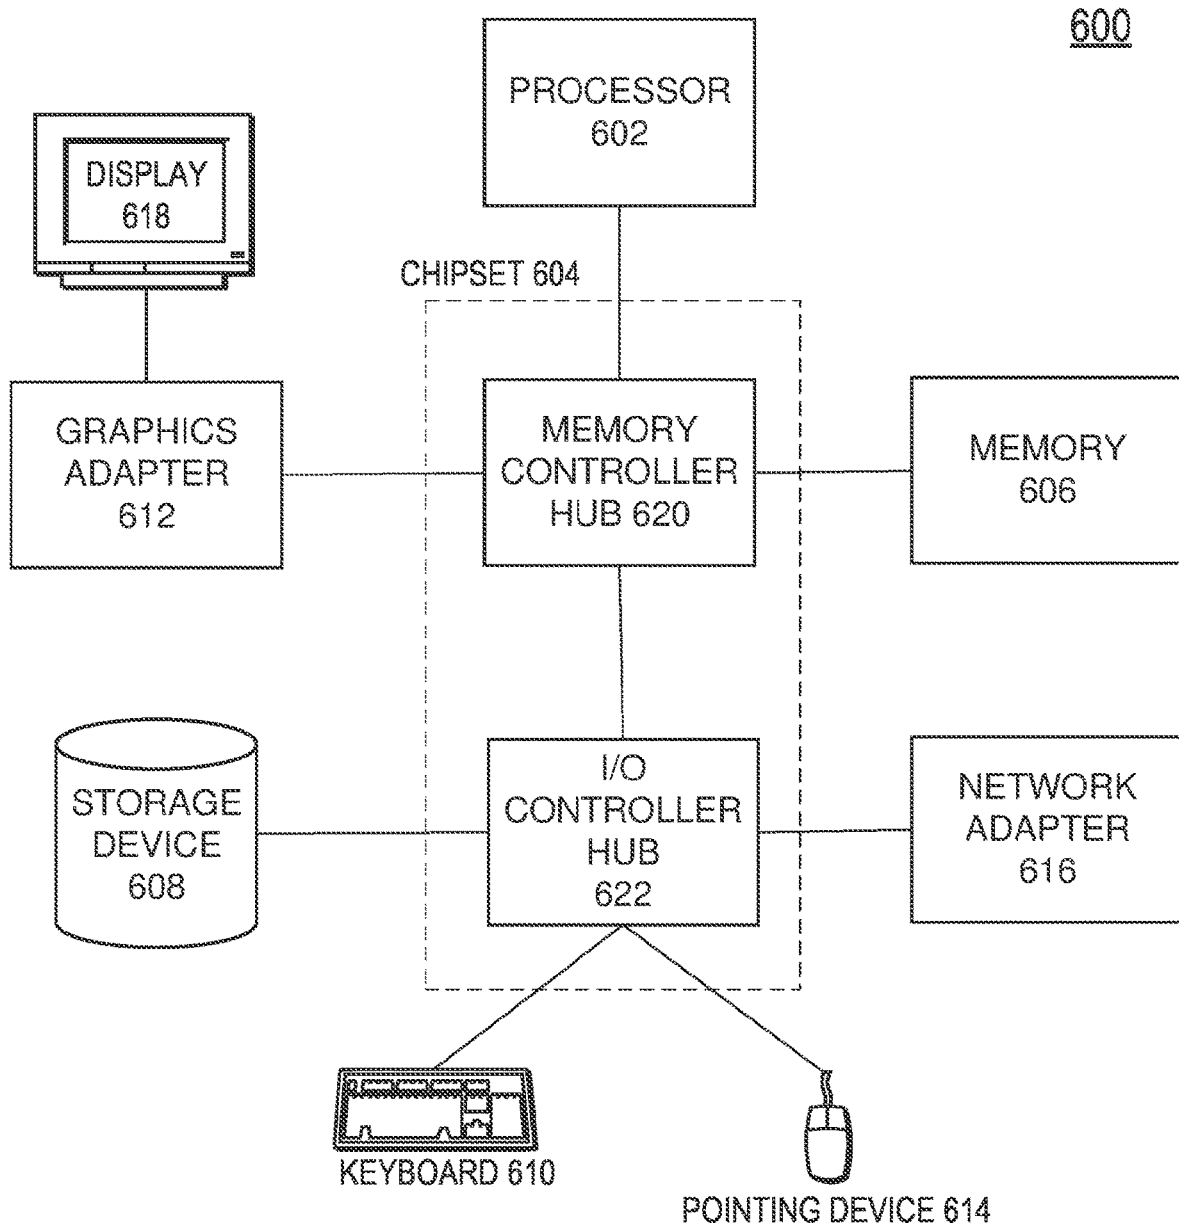 600
PROCESSOR
602
DISPLAY
618
CHIPSET 604
GRAPHICS
ADAPTER
612
MEMORY
CONTROLLER
HUB 620
MEMORY
606
STORAGE
DEVICE
608
I/O
CONTROLLER
HUB
622
NETWORK
ADAPTER
616
KEYBOARD 610
POINTING DEVICE 614